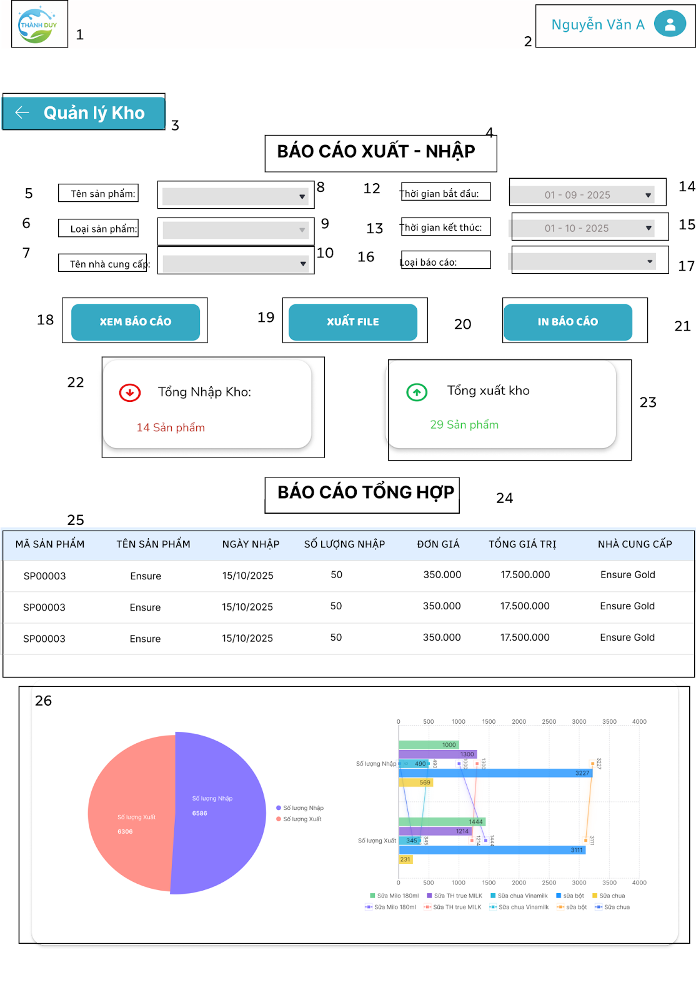 THÀNH DUY
1
Nguyễn Văn A
2
Quản lý Kho
3
4
BÁO CÁO XUẤT - NHẬP
5
Tên sản phẩm:
8
12
Thời gian bắt đầu:
01 - 09 - 2025
14
6
Loại sản phẩm:
9
13
Thời gian kết thúc:
01 - 10 - 2025
15
7
Tên nhà cung cấp:
10
16
Loại báo cáo:
17
18
XEM BÁO CÁO
19
XUẤT FILE
20
IN BÁO CÁO
21
22
Tổng Nhập Kho:
14 Sản phẩm
Tổng xuất kho
29 Sản phẩm
23
BÁO CÁO TỔNG HỢP
24
25
MÃ SẢN PHẨM TÊN SẢN PHẨM NGÀY NHẬP SỐ LƯỢNG NHẬP ĐƠN GIÁ TỔNG GIÁ TRỊ NHÀ CUNG CẤP
SP00003 Ensure 15/10/2025 50 350.000 17.500.000 Ensure Gold
SP00003 Ensure 15/10/2025 50 350.000 17.500.000 Ensure Gold
SP00003 Ensure 15/10/2025 50 350.000 17.500.000 Ensure Gold
26
Số lượng Nhập
6586
Số lượng Xuất
6306
Số lượng Nhập
Số lượng Xuất
0 500 1000 1500 2000 2500 3000 3500 4000
1000
1300
Số lượng Nhập
490
490
1000
1300
3227
3227
569
1444
1214
Số lượng Xuất
345
345
1214
1444
3111
3111
231
0 500 1000 1500 2000 2500 3000 3500 4000
Sữa Milo 180ml Sữa TH true MILK Sữa chua Vinamilk sữa bột Sữa chua
Sữa Milo 180ml Sữa TH true MILK Sữa chua Vinamilk sữa bột Sữa chua